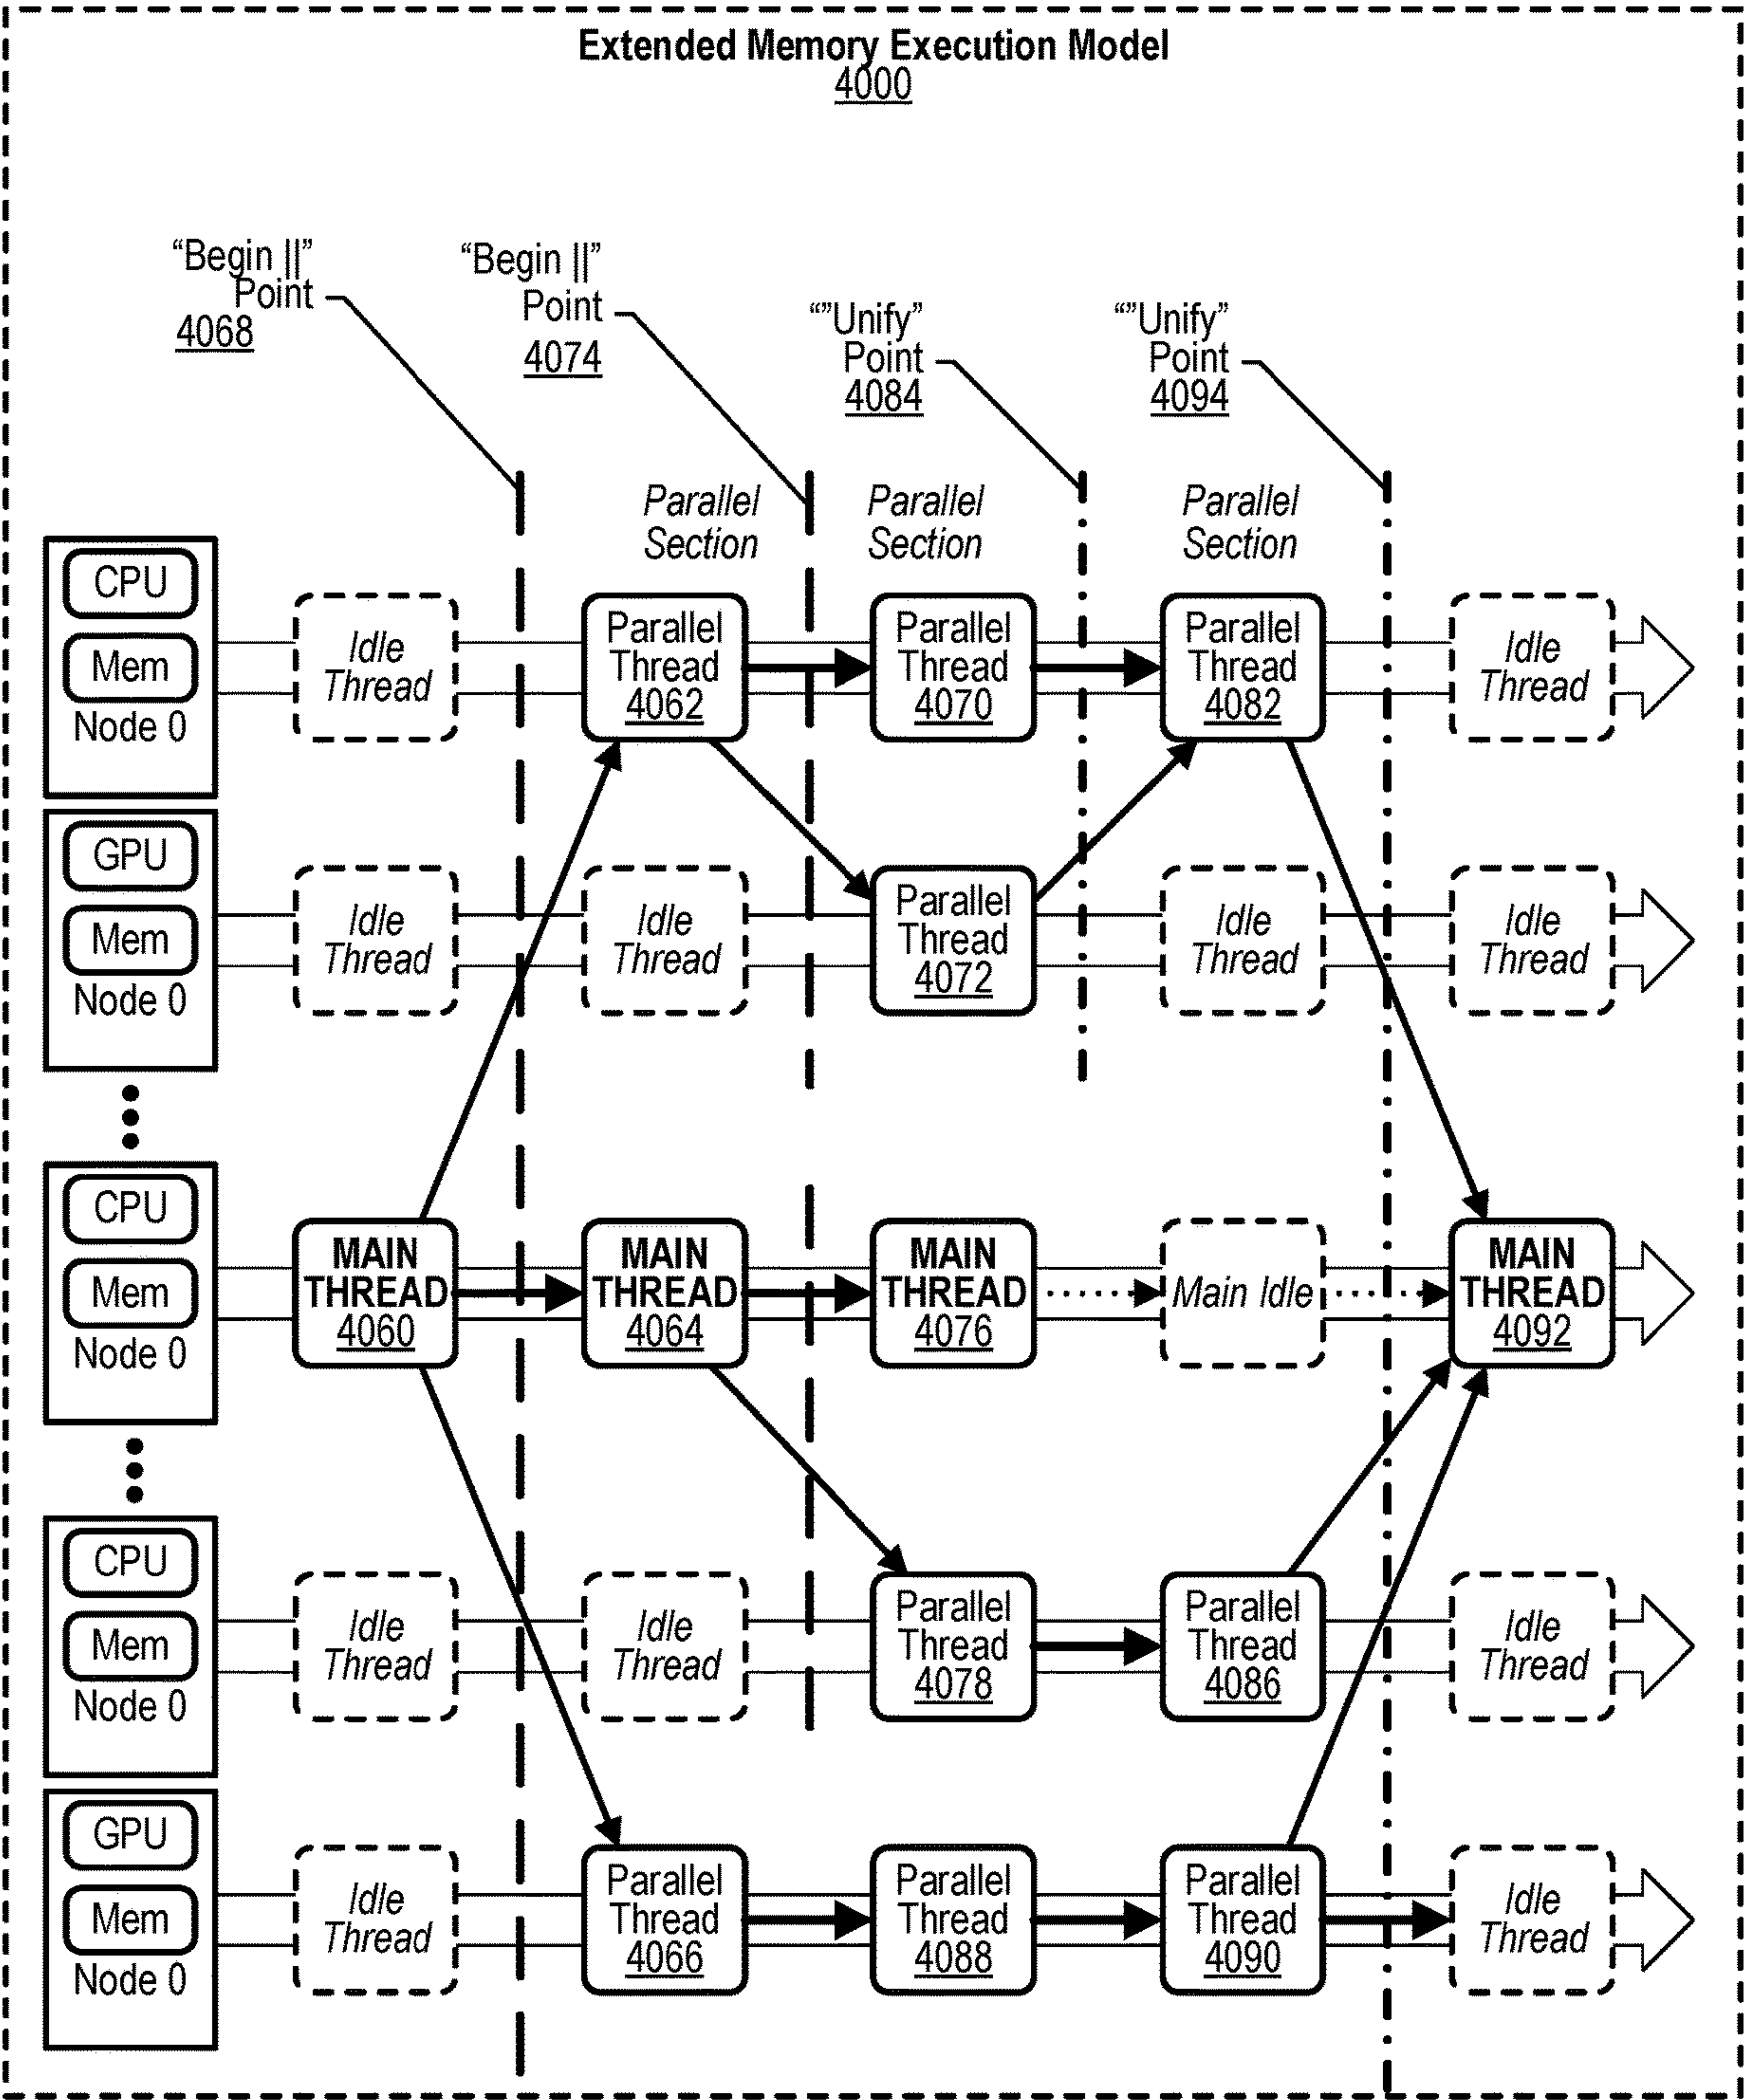 Extended Memory Execution Model
4000
“Begin ||”
Point
4068
“Begin ||”
Point
4074
“”Unify”
Point
4084
“”Unify”
Point
4094
Parallel
Section
Parallel
Section
Parallel
Section
CPU
Mem
Node 0
Idle
Thread
Parallel
Thread
4062
Parallel
Thread
4070
Parallel
Thread
4082
Idle
Thread
GPU
Mem
Node 0
Idle
Thread
Idle
Thread
Parallel
Thread
4072
Idle
Thread
Idle
Thread
CPU
Mem
Node 0
MAIN
THREAD
4060
MAIN
THREAD
4064
MAIN
THREAD
4076
Main Idle
MAIN
THREAD
4092
CPU
Mem
Node 0
Idle
Thread
Idle
Thread
Parallel
Thread
4078
Parallel
Thread
4086
Idle
Thread
GPU
Mem
Node 0
Idle
Thread
Parallel
Thread
4066
Parallel
Thread
4088
Parallel
Thread
4090
Idle
Thread